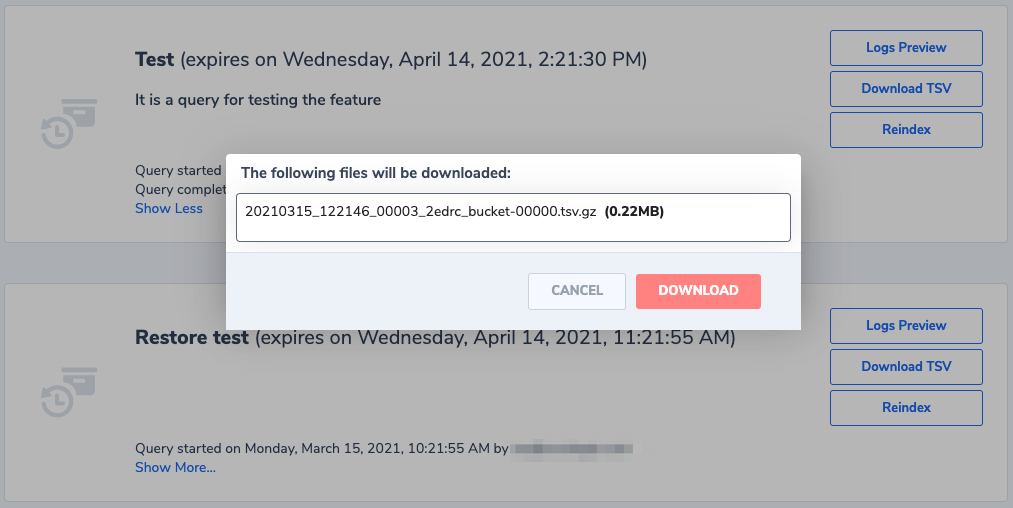 Test (expires on Wednesday, April 14, 2021, 2:21:30 PM)
It is a query for testing the feature
Query started
Query complet
Show Less
Logs Preview
Download TSV
Reindex
The following files will be downloaded:
20210315_122146_00003_2edrc_bucket-00000.tsv.gz (0.22MB)
CANCEL
DOWNLOAD
Restore test (expires on Wednesday, April 14, 2021, 11:21:55 AM)
Query started on Monday, March 15, 2021, 10:21:55 AM by
Show More...
Logs Preview
Download TSV
Reindex